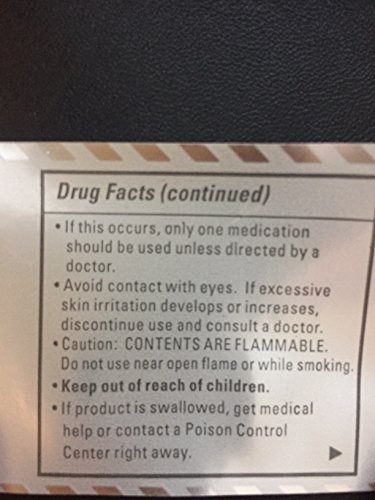 Drug Facts (continued)
• If this occurs, only one medication
should be used unless directed by a
doctor.
• Avoid contact with eyes. If excessive
skin irritation develops or increases,
discontinue use and consult a doctor.
• Caution: CONTENTS ARE FLAMMABLE.
Do not use near open flame or while smoking.
• Keep out of reach of children.
• If product is swallowed, get medical
help or contact a Poison Control
Center right away.